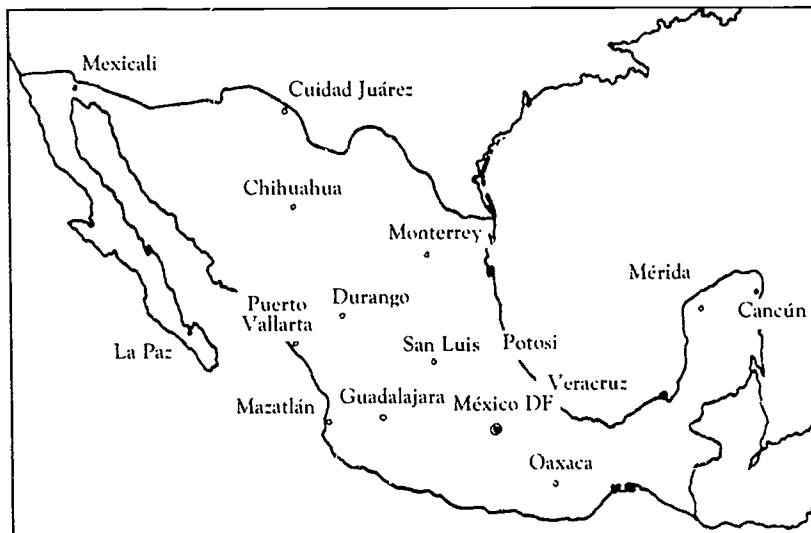 Mexicali
Cuidad Juárez
Chihuahua
Monterrey
Mérida
Cancún
Puerto
Vallarta
Durango
La Paz
San Luis
Potosi
Veracruz
Mazatlán
Guadalajara
México DF
Oaxaca